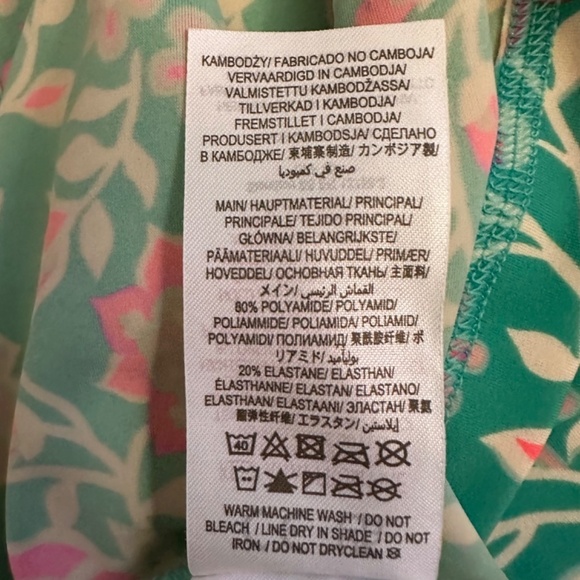 KAMBODŻY/ FABRICADO NO CAMBOJA/
VERVAARDIGD IN CAMBODJA/
VALMISTETTU KAMBODŽASSA/
TILLVERKAD I KAMBODJA/
FREMSTILLET I CAMBODJA/
PRODUSERT I KAMBODSJA/ СДЕЛАНО
В КАМБОДЖЕ/ 柬埔寨制造/ カンボジア製/
صنع في كمبوديا
MAIN/ HAUPTMATERIAL/ PRINCIPAL/
PRINCIPALE/ TEJIDO PRINCIPAL/
GŁÓWNA/ BELANGRIJKSTE/
PÄÄMATERIAALI/ HUVUDDEL/ PRIMÆR/
HOVEDDEL/ ОСНОВНАЯ ТКАНЬ/ 主面料/
メイン/ القماش الرئيسي/
80% POLYAMIDE/ POLYAMID/
POLIAMMIDE/ POLIAMIDA/ POLIAMID/
POLYAMIDI/ ПОЛИАМИД/ 聚酰胺纤维/ ポ
リアミド/ بوليأميد
20% ELASTANE/ ELASTHAN/
ÉLASTHANNE/ ELASTAN/ ELASTANO/
ELASTHAAN/ ELASTAANI/ ЭЛАСТАН/ 聚氨
酯弹性纤维/ エラスタン/ إيلاستين/
40
WARM MACHINE WASH / DO NOT
BLEACH / LINE DRY IN SHADE / DO NOT
IRON / DO NOT DRYCLEAN